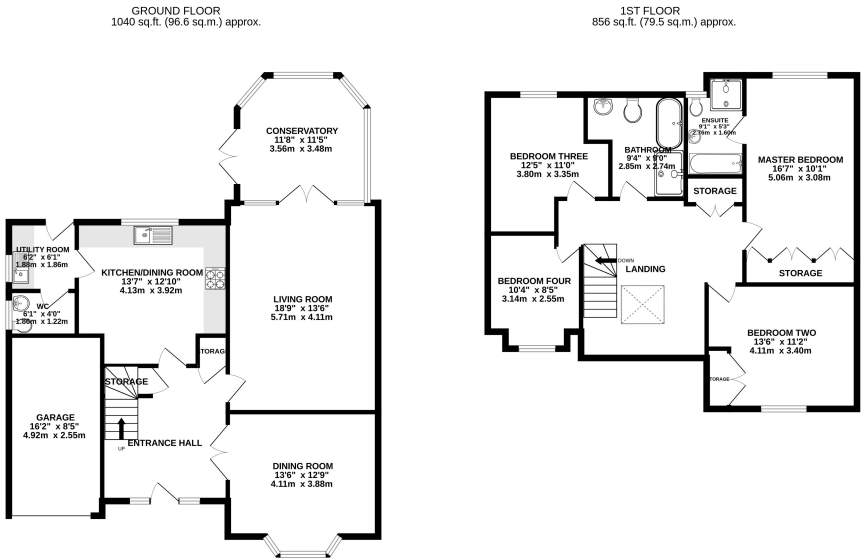 GROUND FLOOR
1040 sq.ft. (96.6 sq.m.) approx.
1ST FLOOR
856 sq.ft. (79.5 sq.m.) approx.
CONSERVATORY
11'8" x 11'5"
3.56m x 3.48m
UTILITY ROOM
6'2" x 6'1"
1.88m x 1.86m
KITCHEN/DINING ROOM
13'7" x 12'10"
4.13m x 3.92m
WC
6'1" x 4'0"
1.86m x 1.22m
LIVING ROOM
18'9" x 13'6"
5.71m x 4.11m
STORAGE
STORAGE
GARAGE
16'2" x 8'5"
4.92m x 2.55m
UP
ENTRANCE HALL
DINING ROOM
13'6" x 12'9"
4.11m x 3.88m
BEDROOM THREE
12'5" x 11'0"
3.80m x 3.35m
BATHROOM
9'4" x 9'0"
2.85m x 2.74m
ENSUITE
9'1" x 5'3"
2.76m x 1.60m
MASTER BEDROOM
16'7" x 10'1"
5.06m x 3.08m
STORAGE
DOWN
LANDING
STORAGE
BEDROOM FOUR
10'4" x 8'5"
3.14m x 2.55m
BEDROOM TWO
13'6" x 11'2"
4.11m x 3.40m
STORAGE